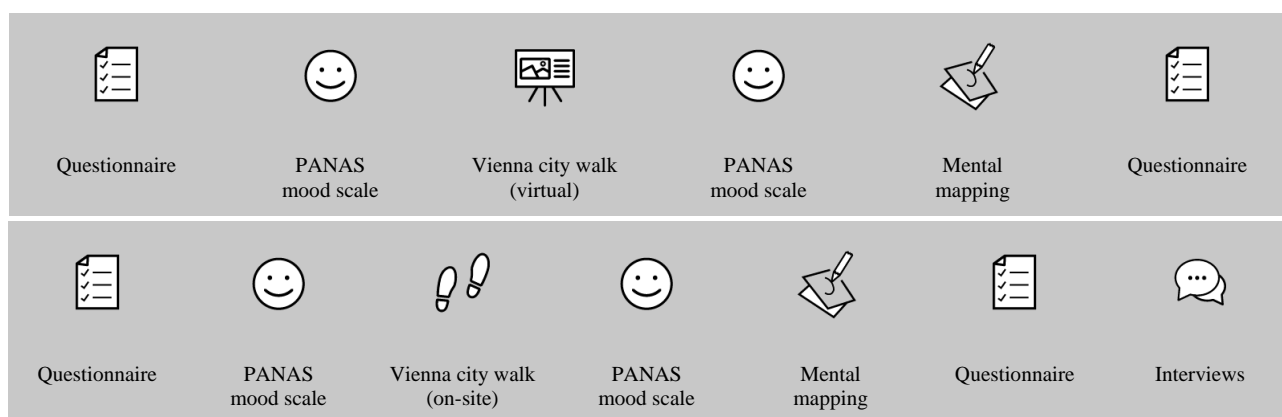 Questionnaire
PANAS
mood scale
Vienna city walk
(virtual)
PANAS
mood scale
Mental
mapping
Questionnaire
Questionnaire
PANAS
mood scale
Vienna city walk
(on-site)
PANAS
mood scale
Mental
mapping
Questionnaire
Interviews